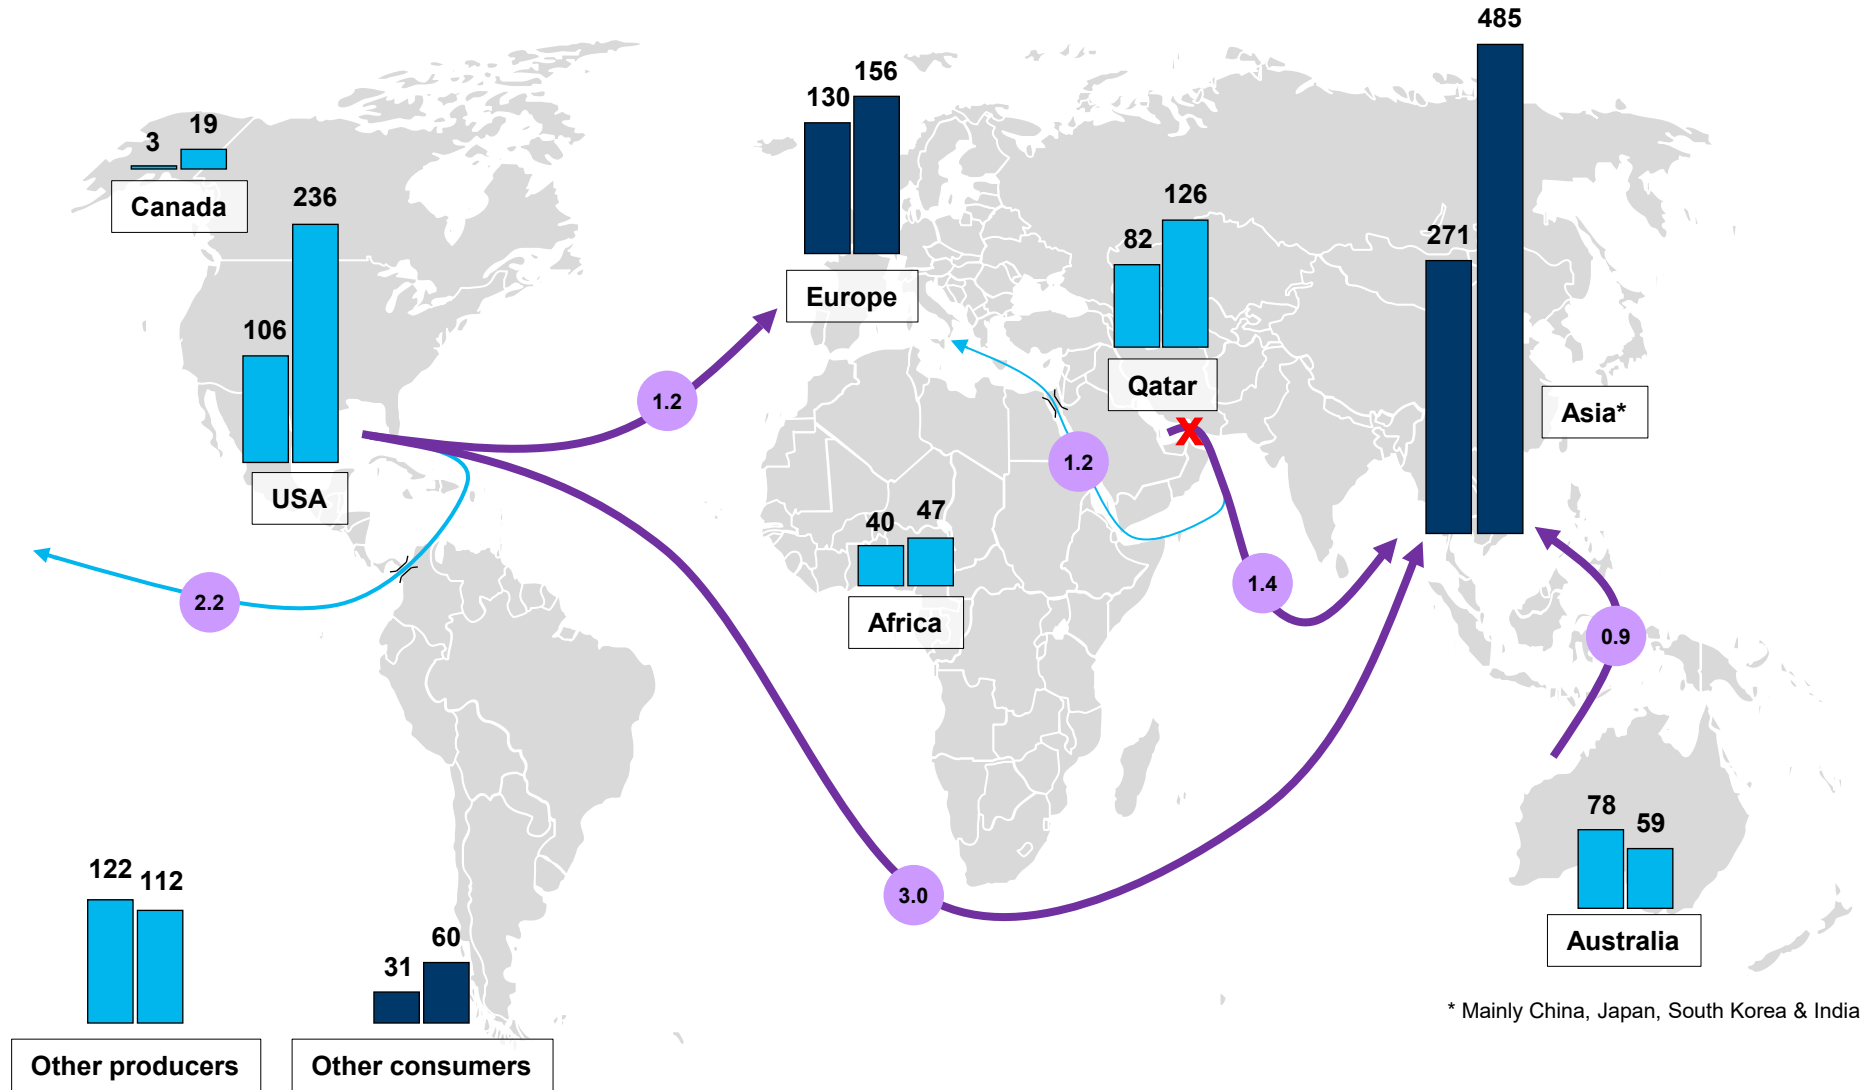 485
156
130
19
3
Canada
236
126
82
271
106
Europe
Qatar
Asia*
1.2
X
1.2
USA
40
47
2.2
1.4
Africa
0.9
78
59
122
112
3.0
Australia
31
60
* Mainly China, Japan, South Korea & India
Other producers
Other consumers